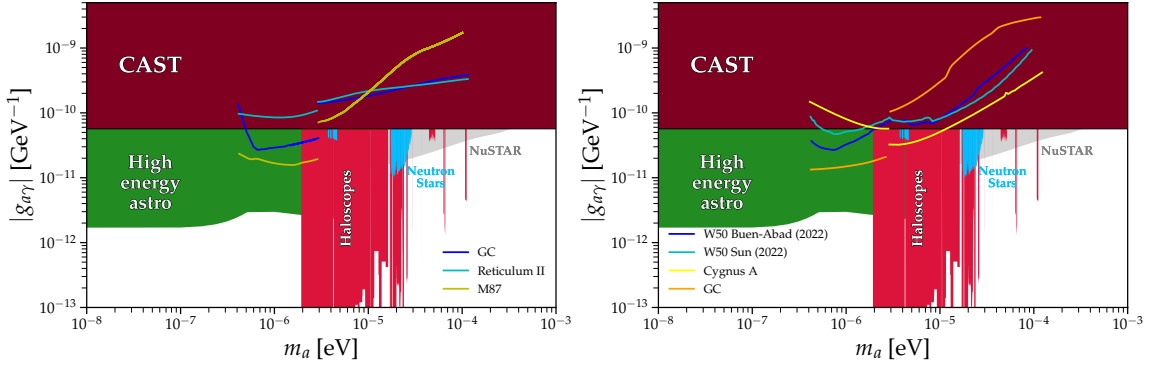 10⁻⁹
10⁻¹⁰
10⁻¹¹
10⁻¹²
10⁻¹³
|g_{aγ}| [GeV⁻¹]
CAST
High
energy
astro
Haloscopes
Neutron
Stars
NuSTAR
GC
Reticulum II
M87
10⁻⁸
10⁻⁷
10⁻⁶
10⁻⁵
10⁻⁴
10⁻³
m_a [eV]
10⁻⁹
10⁻¹⁰
10⁻¹¹
10⁻¹²
10⁻¹³
|g_{aγ}| [GeV⁻¹]
CAST
High
energy
astro
Haloscopes
Neutron
Stars
NuSTAR
W50 Buen-Abad (2022)
W50 Sun (2022)
Cygnus A
GC
10⁻⁸
10⁻⁷
10⁻⁶
10⁻⁵
10⁻⁴
10⁻³
m_a [eV]